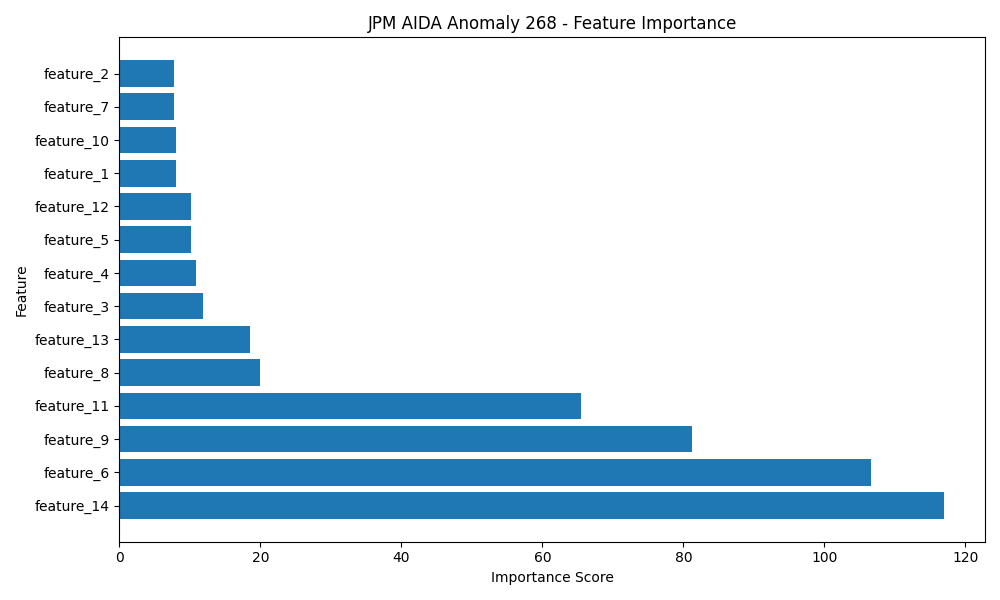 JPM AIDA Anomaly 268 - Feature Importance
Feature
feature_2
feature_7
feature_10
feature_1
feature_12
feature_5
feature_4
feature_3
feature_13
feature_8
feature_11
feature_9
feature_6
feature_14
0 20 40 60 80 100 120
Importance Score